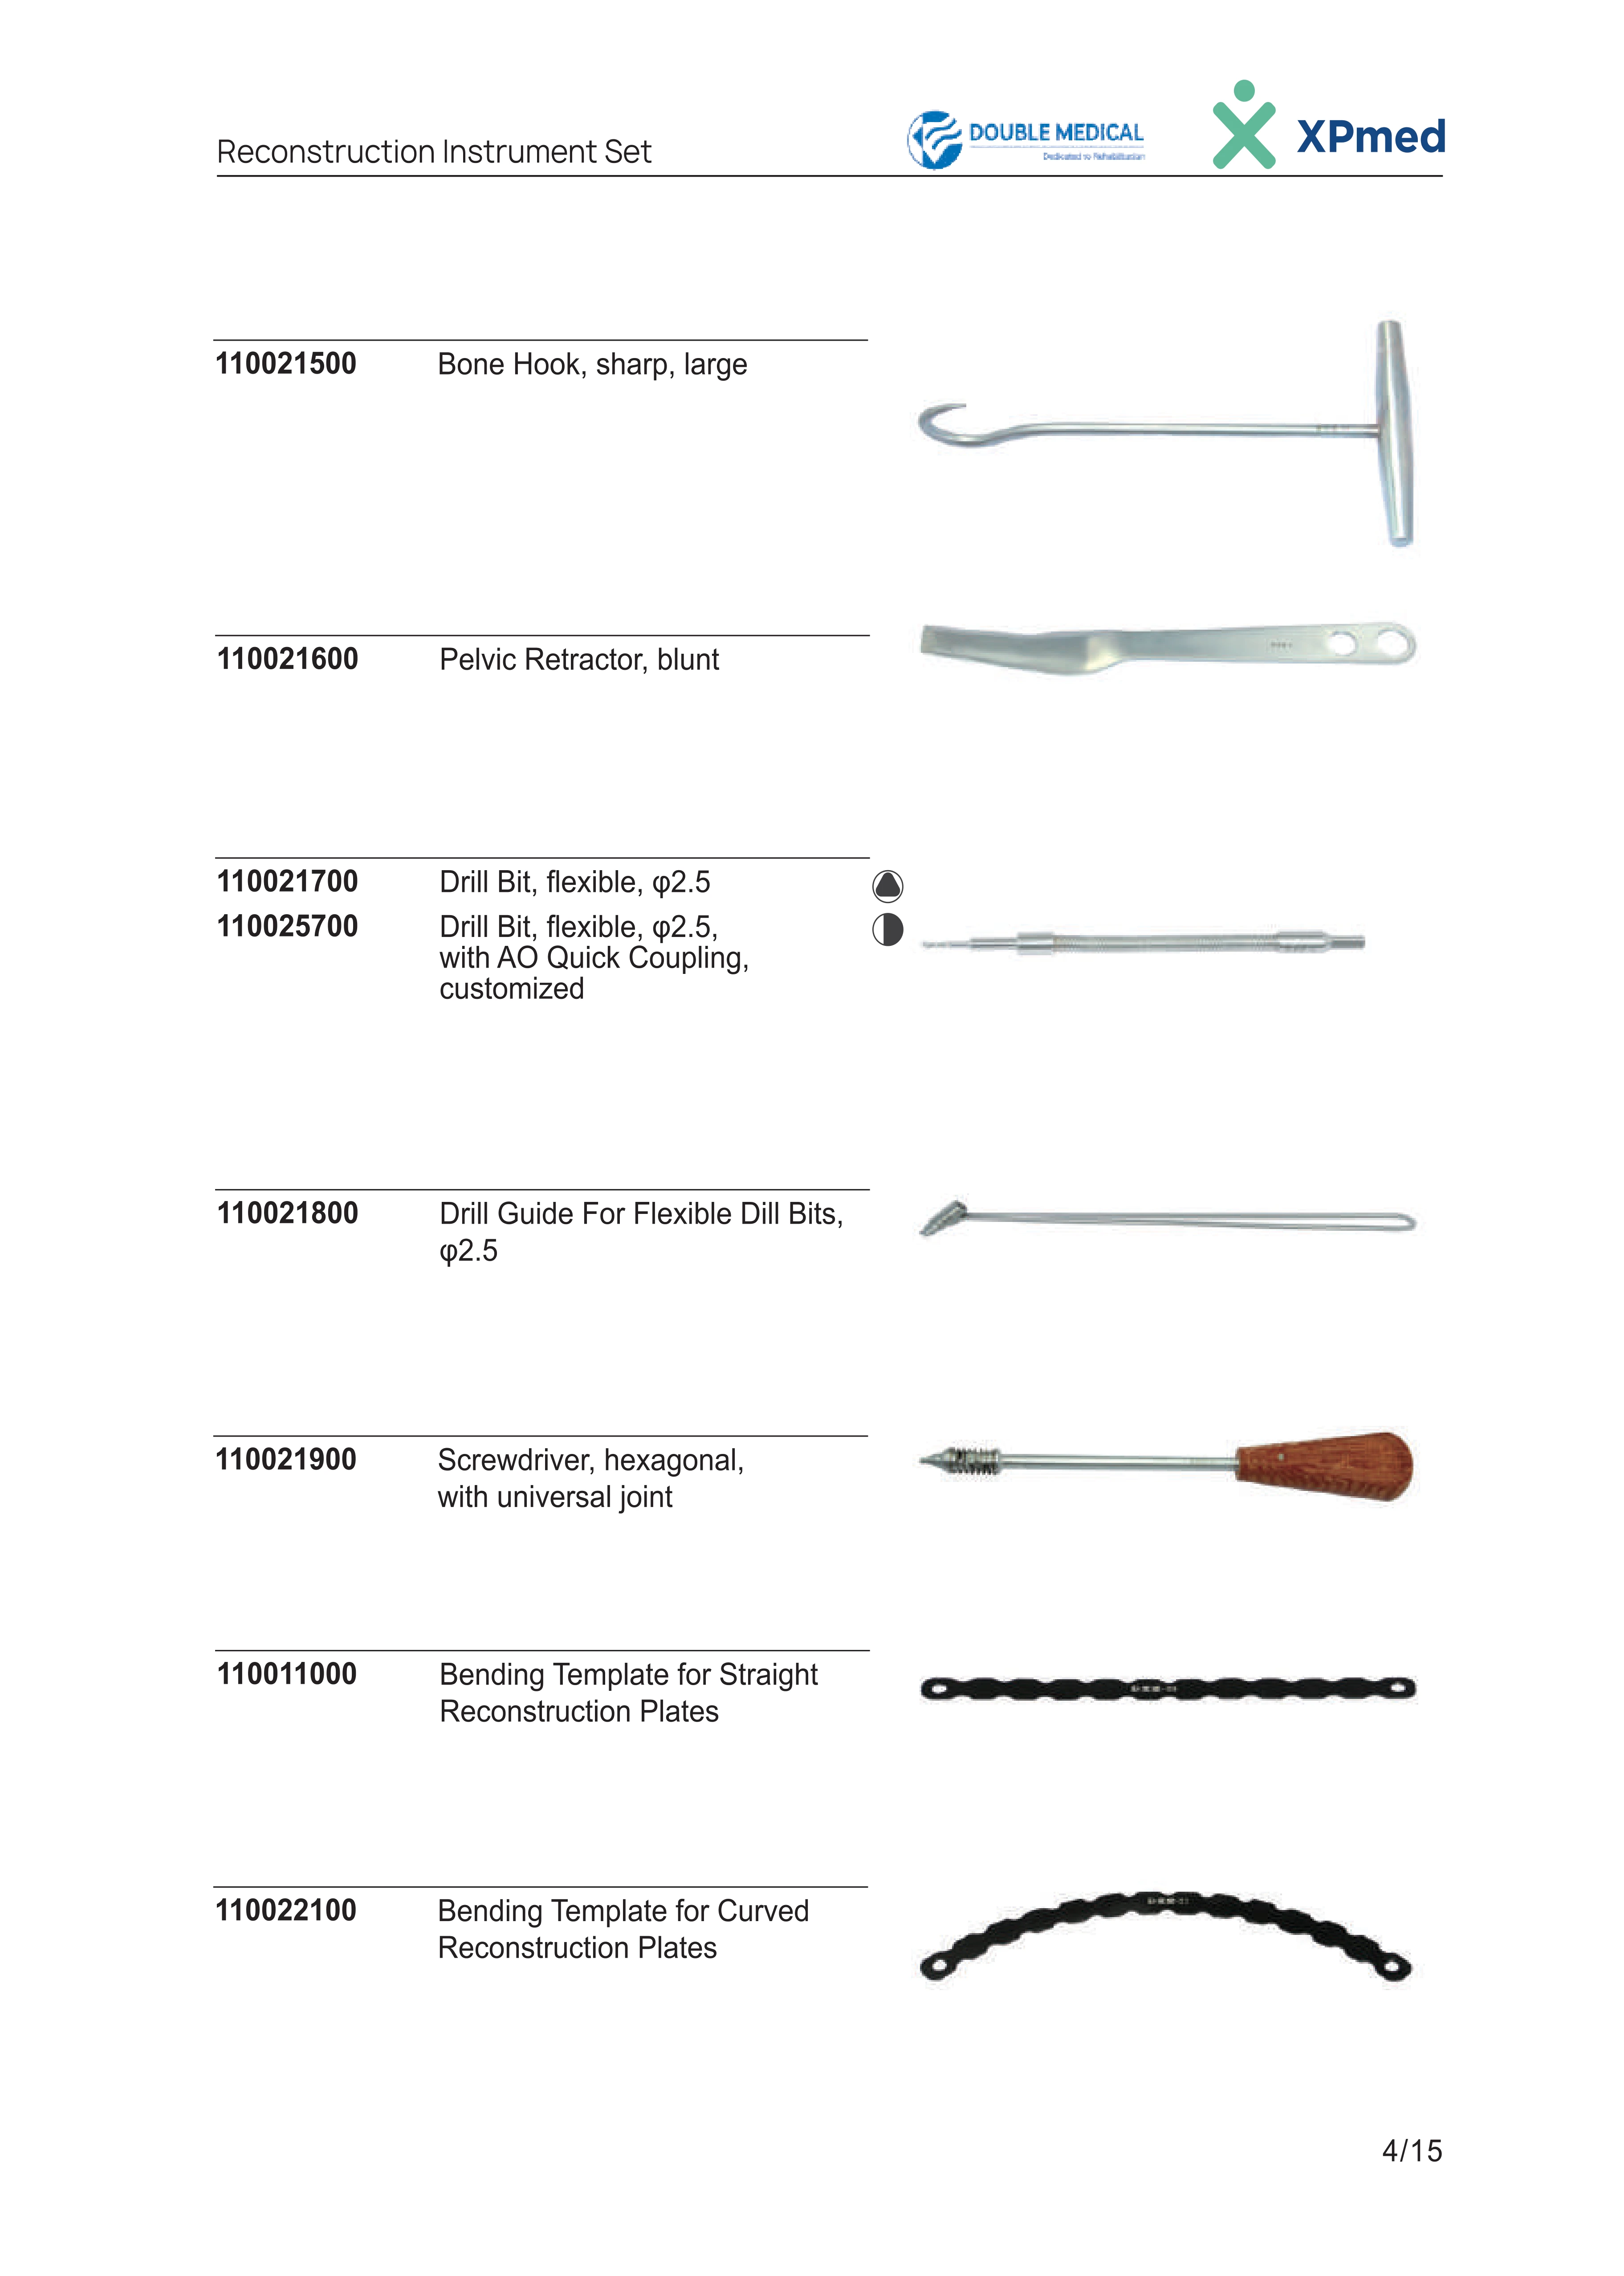 Reconstruction Instrument Set
DOUBLE MEDICAL
Dedicated to Rehabilitation
XPmed
110021500 Bone Hook, sharp, large
110021600 Pelvic Retractor, blunt
110021700 Drill Bit, flexible, φ2.5
110025700 Drill Bit, flexible, φ2.5,
with AO Quick Coupling,
customized
110021800 Drill Guide For Flexible Dill Bits,
φ2.5
110021900 Screwdriver, hexagonal,
with universal joint
110011000 Bending Template for Straight
Reconstruction Plates
110022100 Bending Template for Curved
Reconstruction Plates
4/15